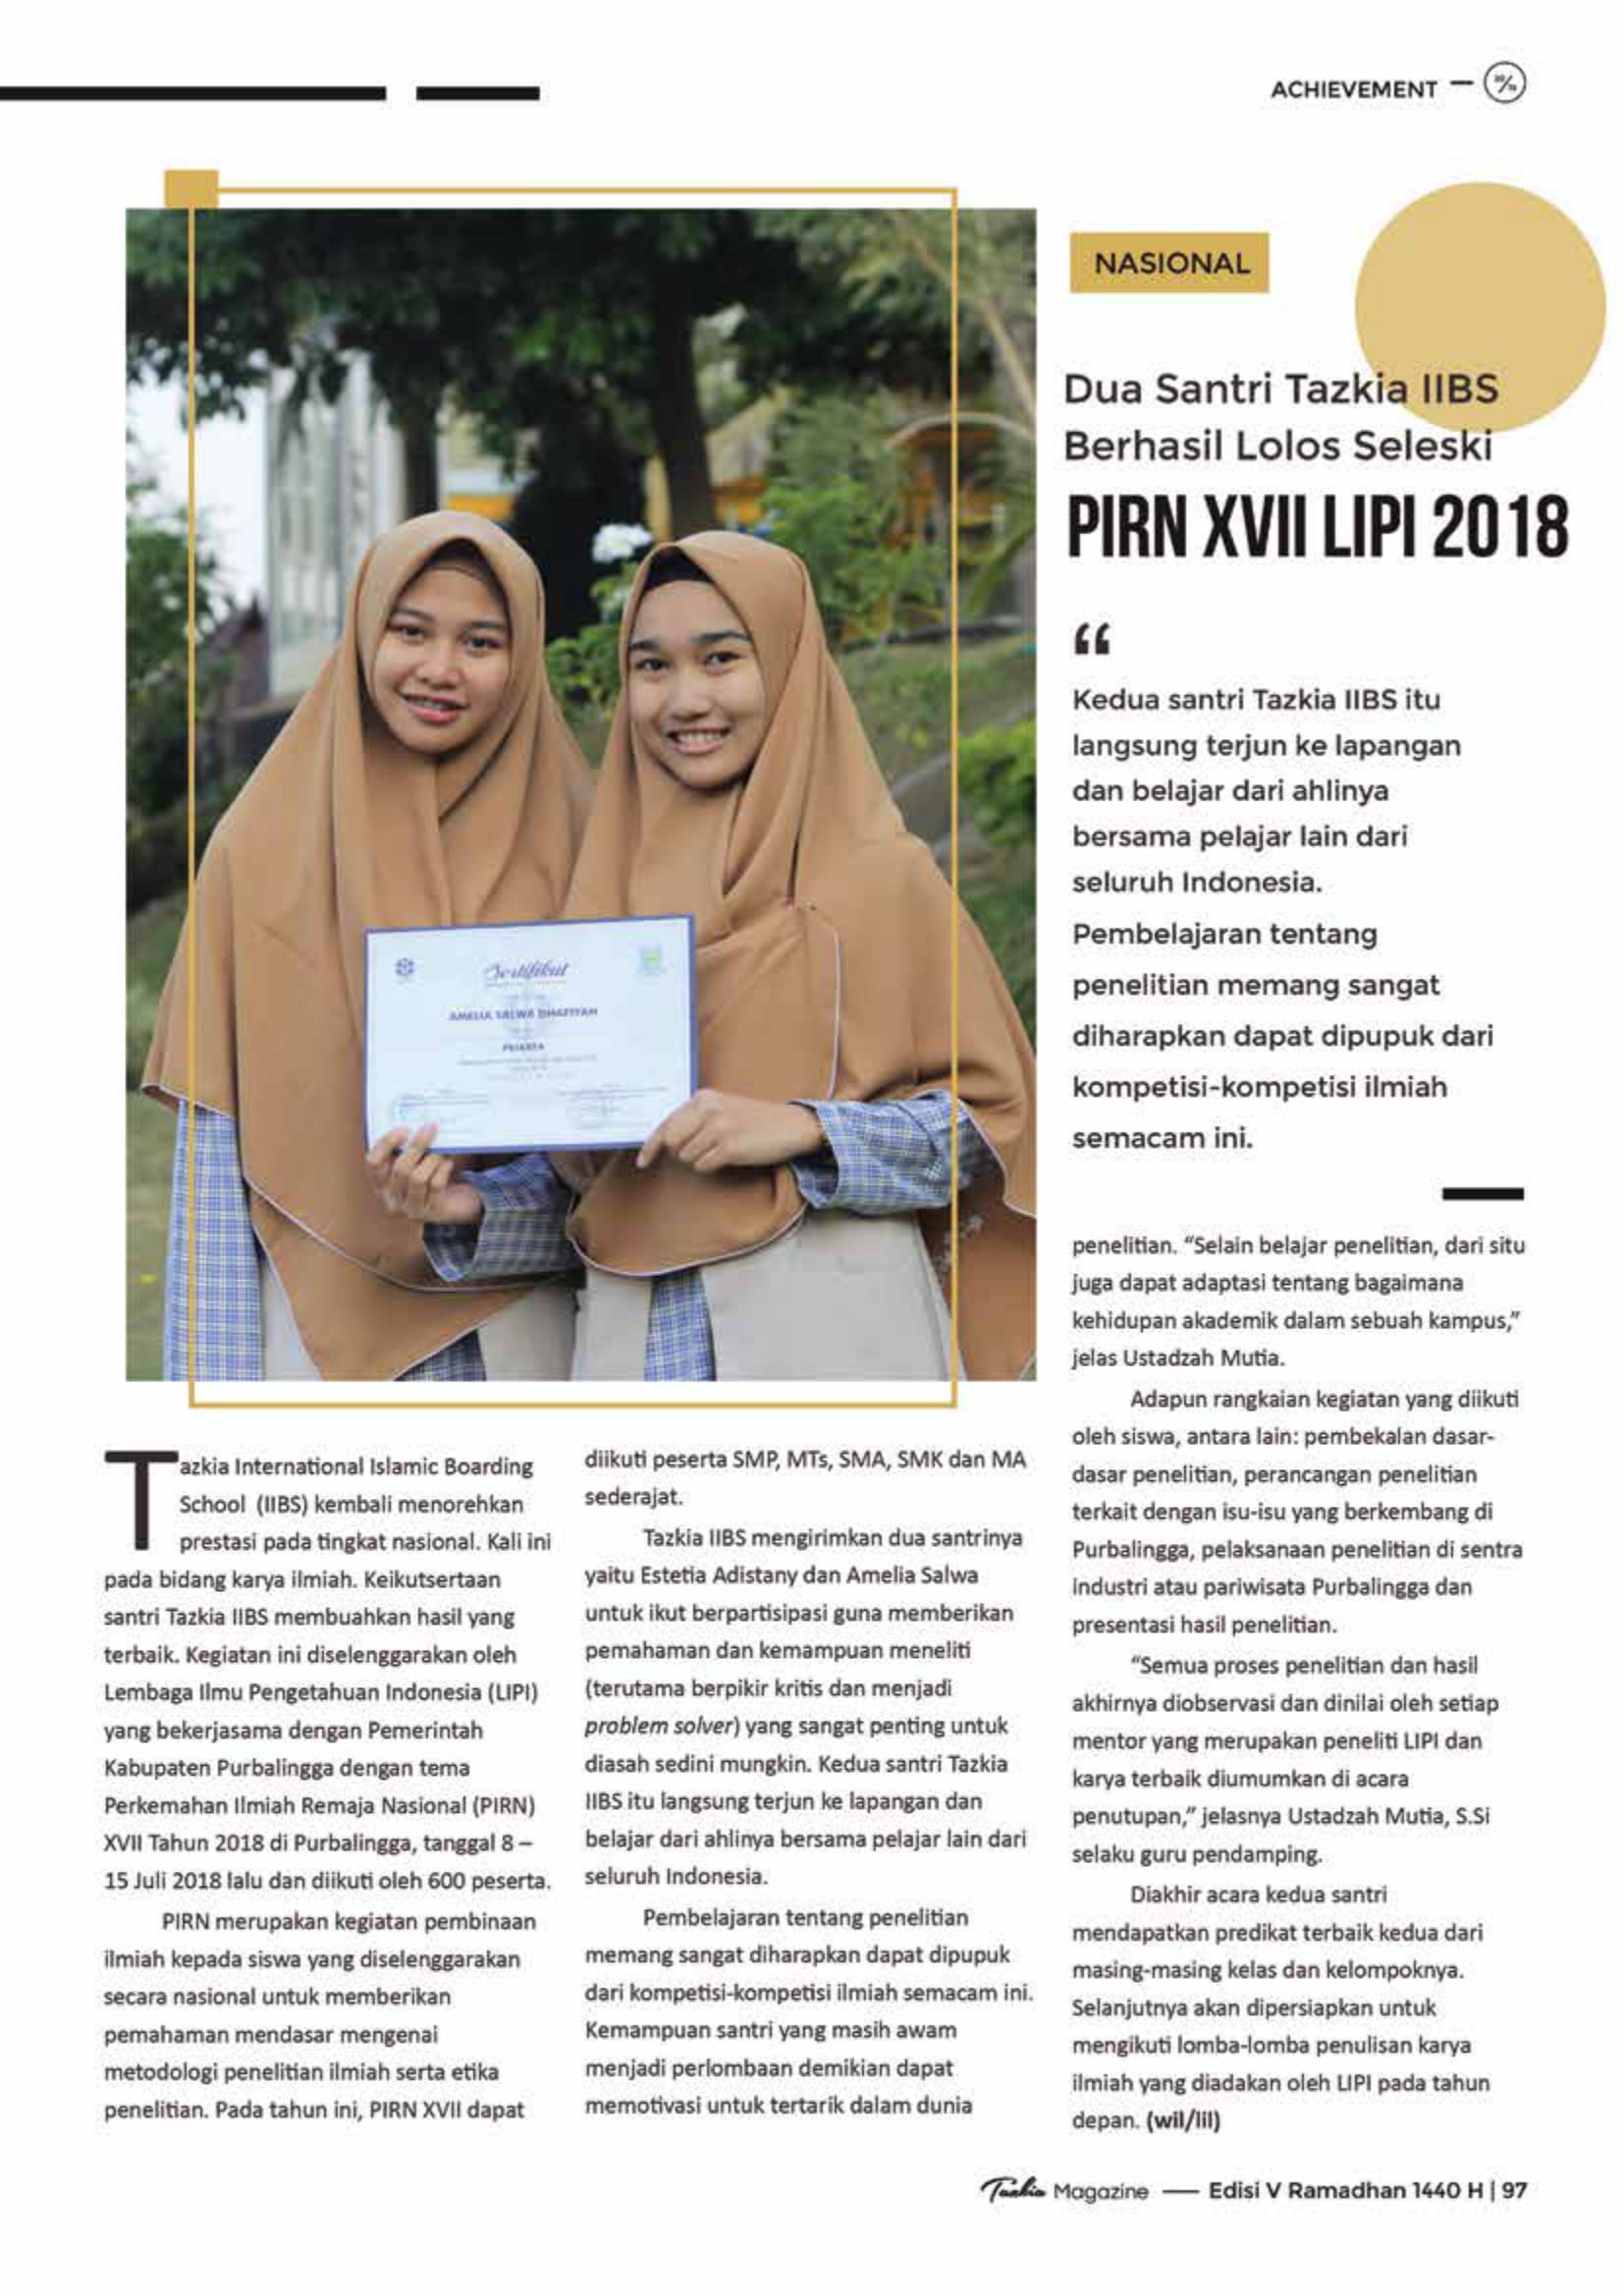 ACHIEVEMENT
NASIONAL
Dua Santri Tazkia IIBS
Berhasil Lolos Seleski
PIRN XVII LIPI 2018
“
Kedua santri Tazkia IIBS itu
langsung terjun ke lapangan
dan belajar dari ahlinya
bersama pelajar lain dari
seluruh Indonesia.
Pembelajaran tentang
penelitian memang sangat
diharapkan dapat dipupuk dari
kompetisi-kompetisi ilmiah
semacam ini.
Sertifikat
AMELIA SALWA DHAFIYAH
PESERTA
Tazkia International Islamic Boarding
School (IIBS) kembali menorehkan
prestasi pada tingkat nasional. Kali ini
pada bidang karya ilmiah. Keikutsertaan
santri Tazkia IIBS membuahkan hasil yang
terbaik. Kegiatan ini diselenggarakan oleh
Lembaga Ilmu Pengetahuan Indonesia (LIPI)
yang bekerjasama dengan Pemerintah
Kabupaten Purbalingga dengan tema
Perkemahan Ilmiah Remaja Nasional (PIRN)
XVII Tahun 2018 di Purbalingga, tanggal 8 –
15 Juli 2018 lalu dan diikuti oleh 600 peserta.
PIRN merupakan kegiatan pembinaan
ilmiah kepada siswa yang diselenggarakan
secara nasional untuk memberikan
pemahaman mendasar mengenai
metodologi penelitian ilmiah serta etika
penelitian. Pada tahun ini, PIRN XVII dapat
diikuti peserta SMP, MTs, SMA, SMK dan MA
sederajat.
Tazkia IIBS mengirimkan dua santrinya
yaitu Estetia Adistany dan Amelia Salwa
untuk ikut berpartisipasi guna memberikan
pemahaman dan kemampuan meneliti
(terutama berpikir kritis dan menjadi
problem solver) yang sangat penting untuk
diasah sedini mungkin. Kedua santri Tazkia
IIBS itu langsung terjun ke lapangan dan
belajar dari ahlinya bersama pelajar lain dari
seluruh Indonesia.
Pembelajaran tentang penelitian
memang sangat diharapkan dapat dipupuk
dari kompetisi-kompetisi ilmiah semacam ini.
Kemampuan santri yang masih awam
menjadi perlombaan demikian dapat
memotivasi untuk tertarik dalam dunia
penelitian. “Selain belajar penelitian, dari situ
juga dapat adaptasi tentang bagaimana
kehidupan akademik dalam sebuah kampus,”
jelas Ustadzah Mutia.
Adapun rangkaian kegiatan yang diikuti
oleh siswa, antara lain: pembekalan dasar-
dasar penelitian, perancangan penelitian
terkait dengan isu-isu yang berkembang di
Purbalingga, pelaksanaan penelitian di sentra
industri atau pariwisata Purbalingga dan
presentasi hasil penelitian.
“Semua proses penelitian dan hasil
akhirnya diobservasi dan dinilai oleh setiap
mentor yang merupakan peneliti LIPI dan
karya terbaik diumumkan di acara
penutupan,” jelasnya Ustadzah Mutia, S.Si
selaku guru pendamping.
Diakhir acara kedua santri
mendapatkan predikat terbaik kedua dari
masing-masing kelas dan kelompoknya.
Selanjutnya akan dipersiapkan untuk
mengikuti lomba-lomba penulisan karya
ilmiah yang diadakan oleh LIPI pada tahun
depan. (wil/lil)
Tazkia Magazine — Edisi V Ramadhan 1440 H | 97